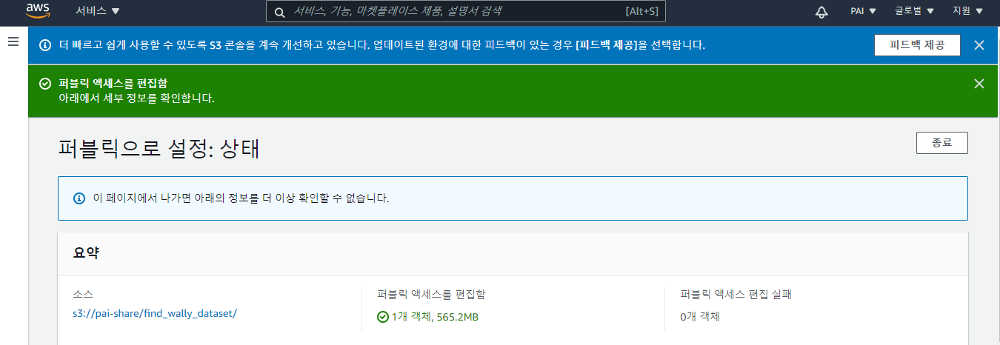 aws 서비스 ▼ 서비스, 기능, 마켓플레이스 제품, 설명서 검색 [Alt+S] PAI ▼ 글로벌 ▼ 지원 ▼
더 빠르고 쉽게 사용할 수 있도록 S3 콘솔을 계속 개선하고 있습니다. 업데이트된 환경에 대한 피드백이 있는 경우 [피드백 제공]을 선택합니다. 피드백 제공
퍼블릭 액세스를 편집함
아래에서 세부 정보를 확인합니다.
퍼블릭으로 설정: 상태 종료
이 페이지에서 나가면 아래의 정보를 더 이상 확인할 수 없습니다.
요약
소스 퍼블릭 액세스를 편집함 퍼블릭 액세스 편집 실패
s3://pai-share/find_wally_dataset/ 1개 객체, 565.2MB 0개 객체